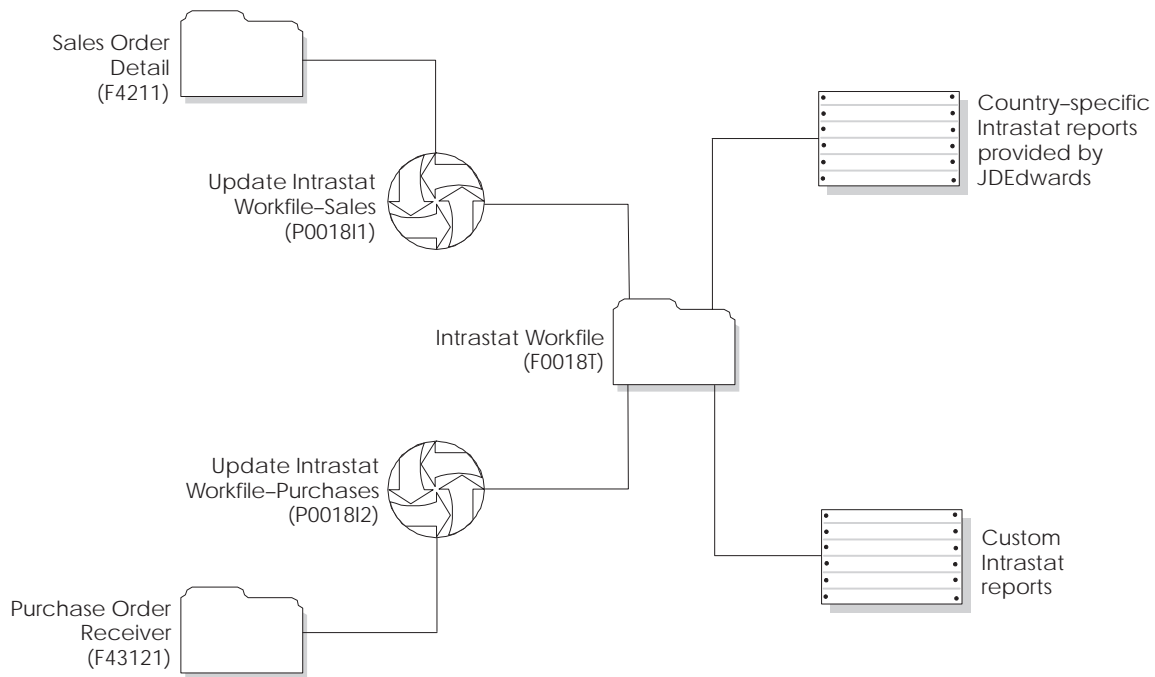 Sales Order
Detail
(F4211)
Update Intrastat
Workfile–Sales
(P0018I1)
Country–specific
Intrastat reports
provided by
JDEdwards
Intrastat Workfile
(F0018T)
Update Intrastat
Workfile–Purchases
(P0018I2)
Custom
Intrastat
reports
Purchase Order
Receiver
(F43121)